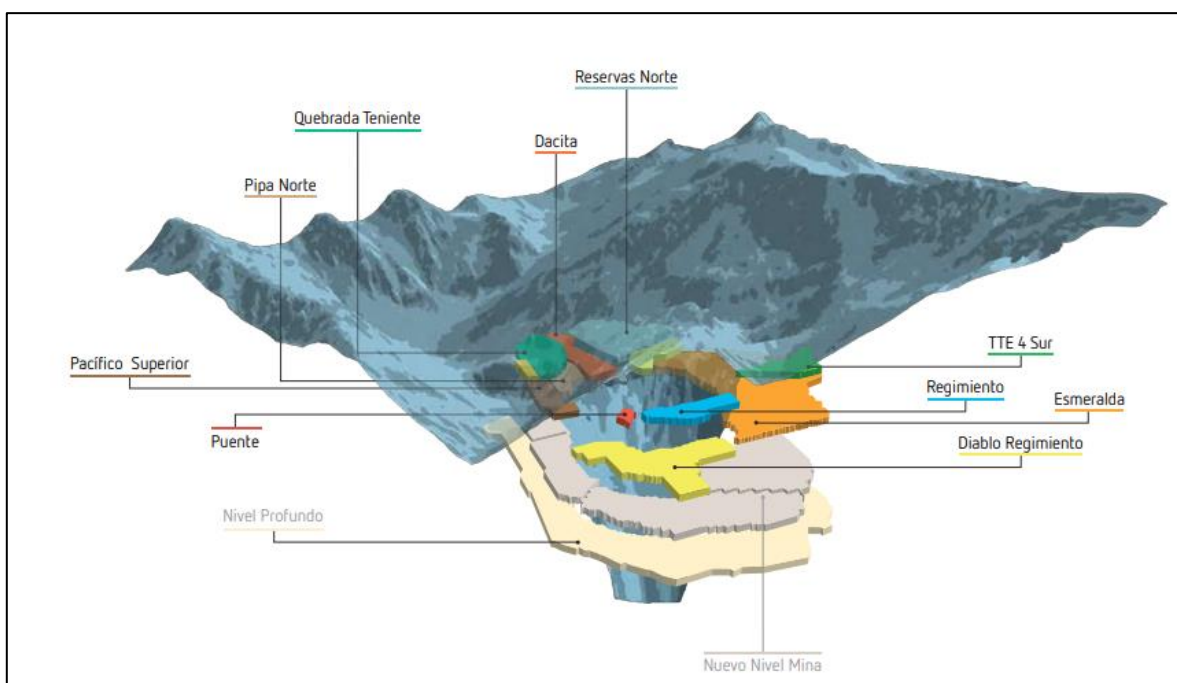 Reservas Norte
Quebrada Teniente
Dacita
Pipa Norte
TTE 4 Sur
Pacífico Superior
Regimiento
Esmeralda
Puente
Diablo Regimiento
Nivel Profundo
Nuevo Nivel Mina